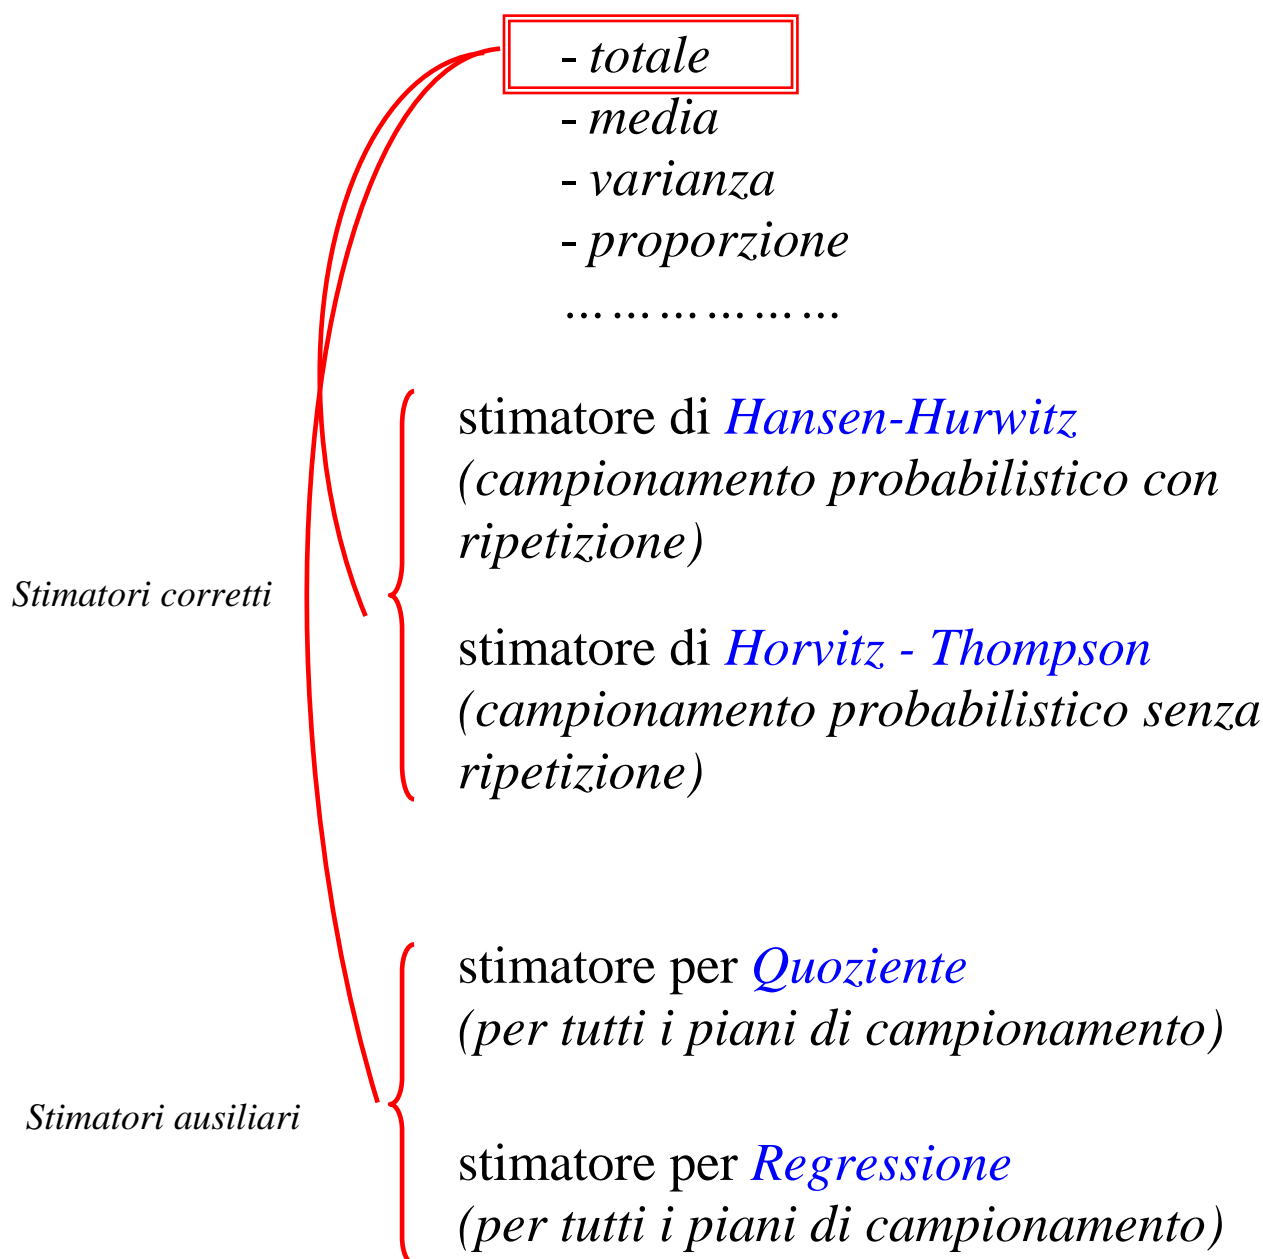 - totale
- media
- varianza
- proporzione
………………
stimatore di Hansen-Hurwitz
(campionamento probabilistico con
ripetizione)
Stimatori corretti
stimatore di Horvitz - Thompson
(campionamento probabilistico senza
ripetizione)
stimatore per Quoziente
(per tutti i piani di campionamento)
Stimatori ausiliari
stimatore per Regressione
(per tutti i piani di campionamento)